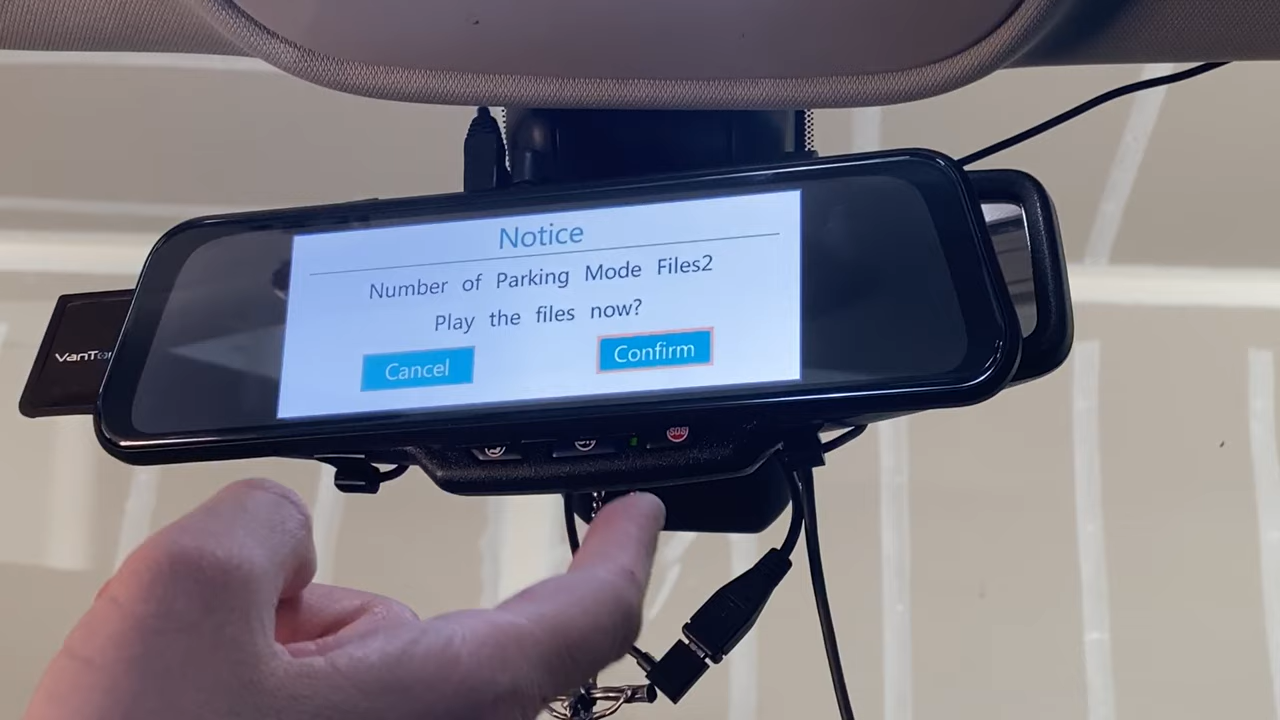 Notice
Number of Parking Mode Files2
Play the files now?
Cancel
Confirm
SOS